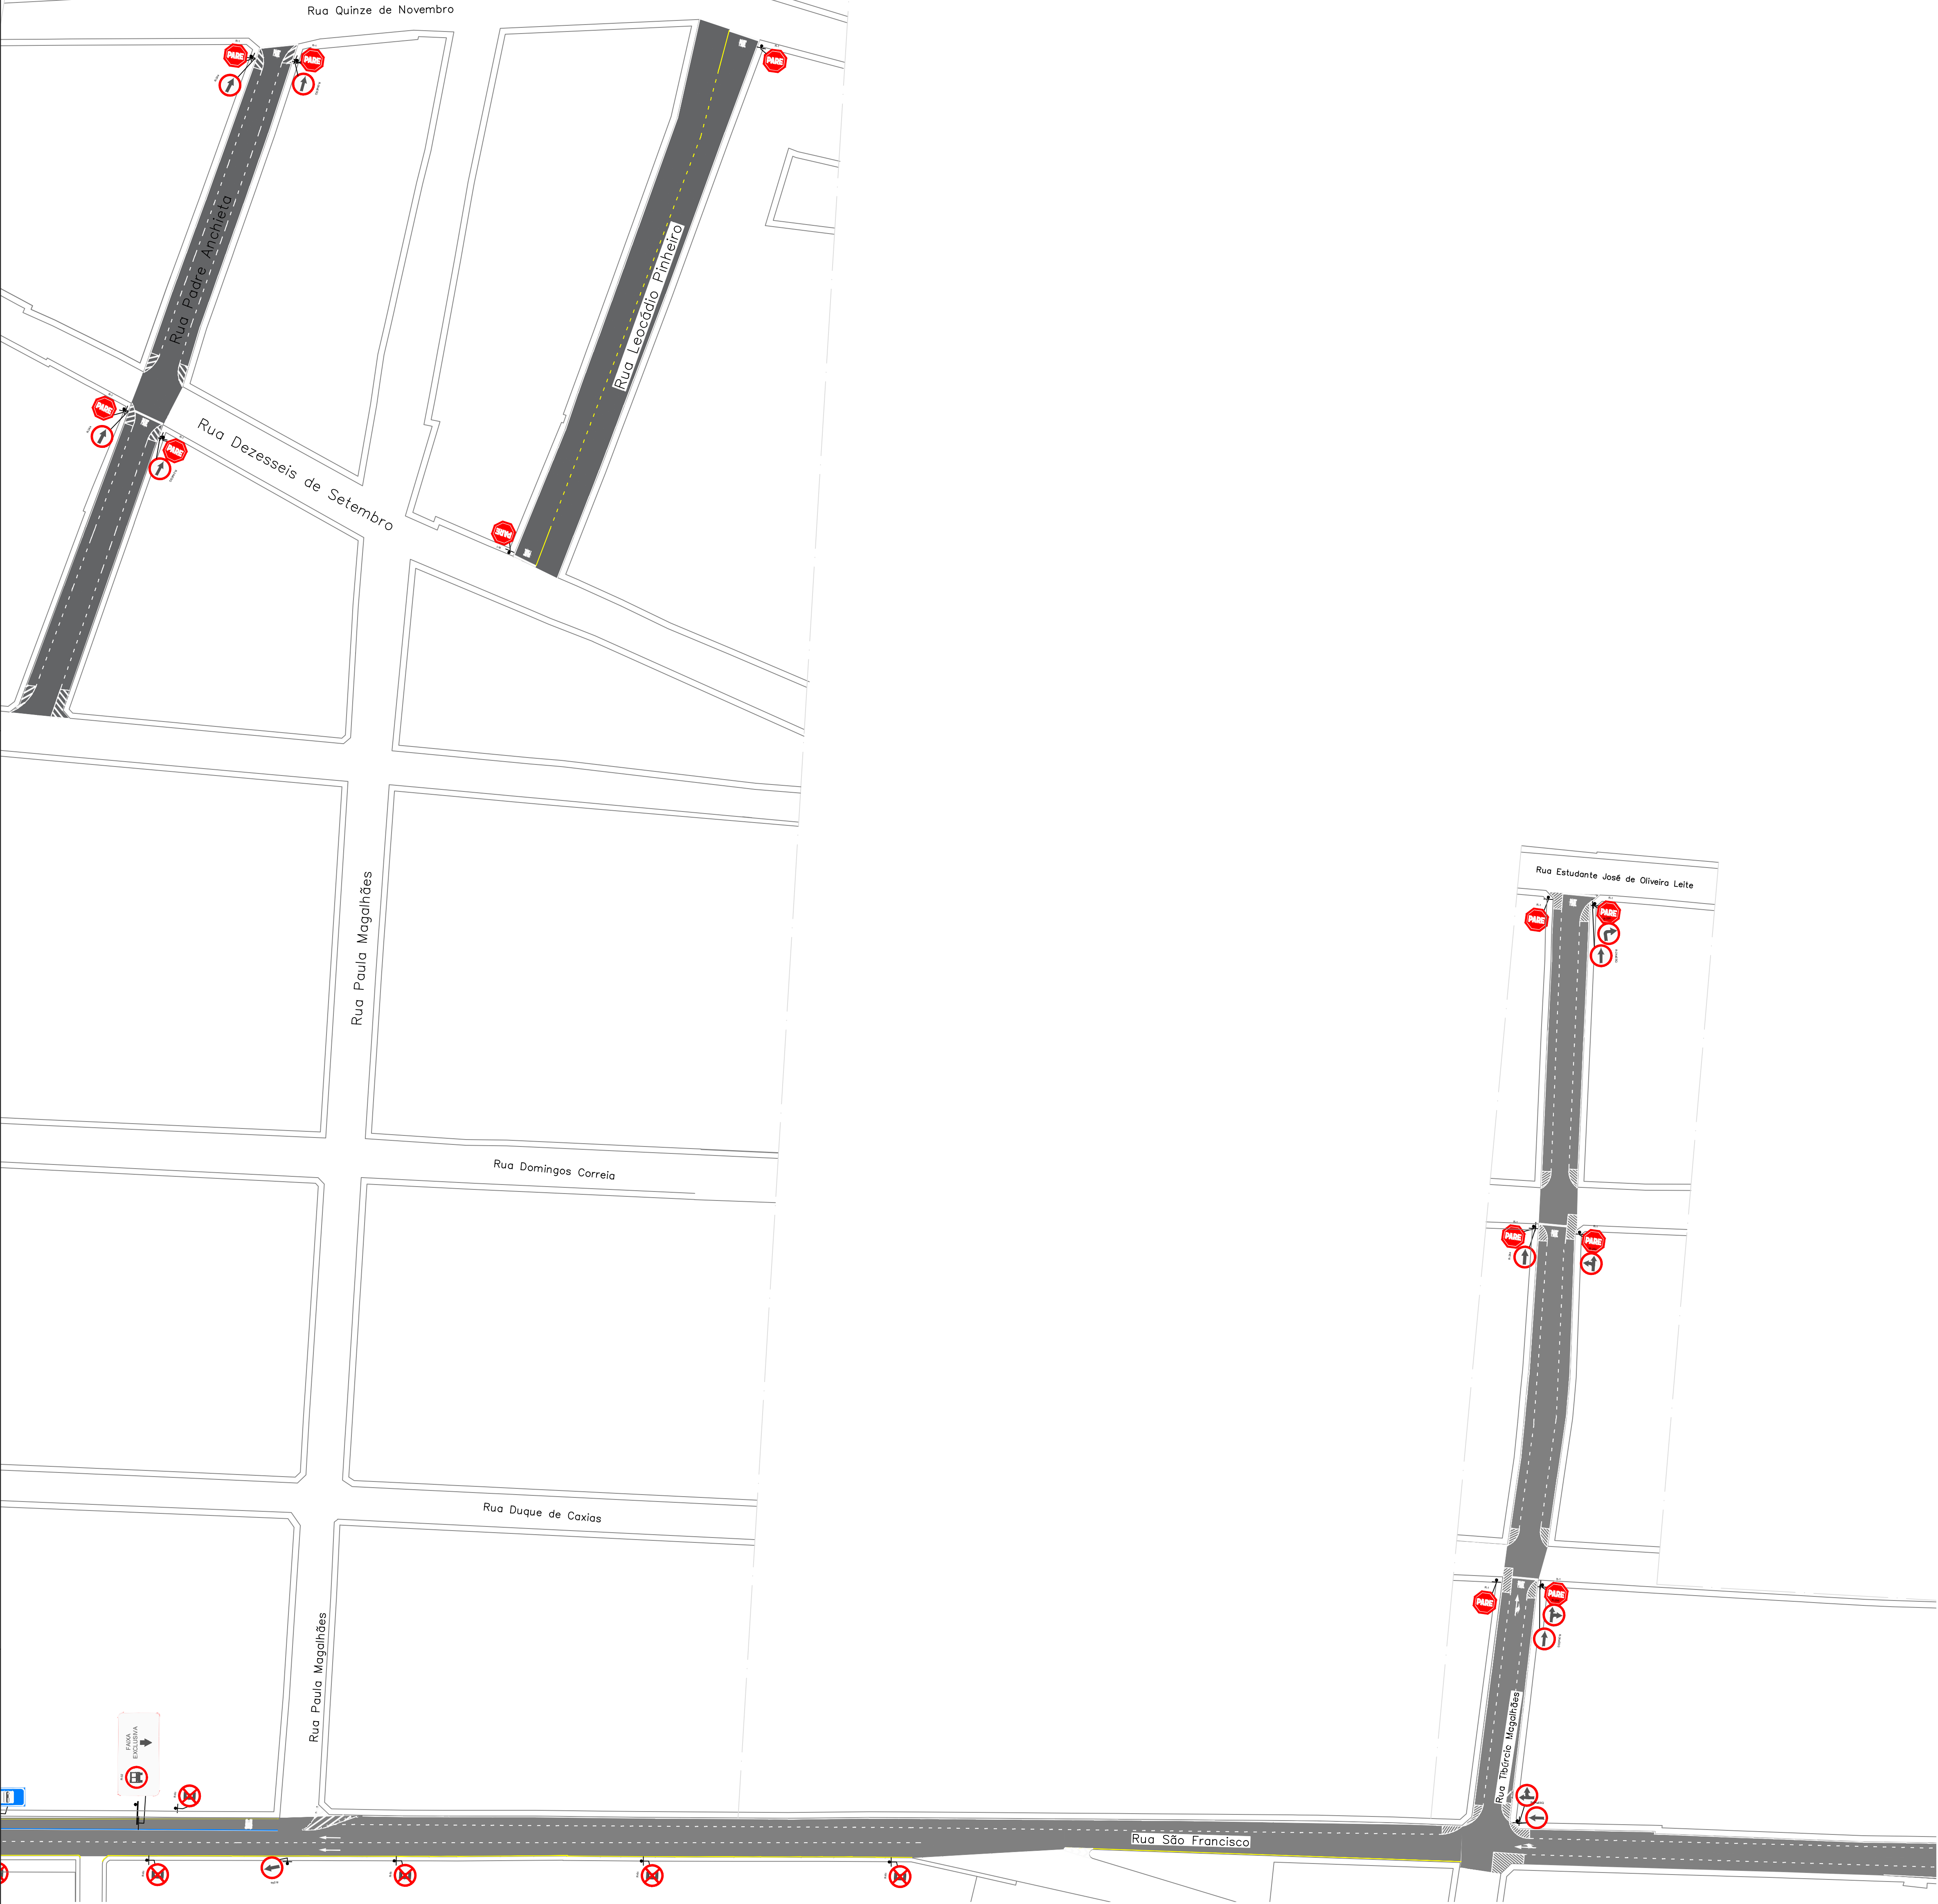 Rua Quinze de Novembro
PARE
PARE
PARE
Rua Padre Anchieta
Rua Leocádio Pinheiro
PARE
PARE
Rua Dezesseis de Setembro
PARE
Rua Paula Magalhães
Rua Estudante José de Oliveira Leite
PARE
PARE
Rua Domingos Correia
PARE
PARE
Rua Duque de Caxias
PARE
PARE
Rua Paula Magalhães
Rua Tibúrcio Magalhães
FAIXA
EXCLUSIVA
Rua São Francisco